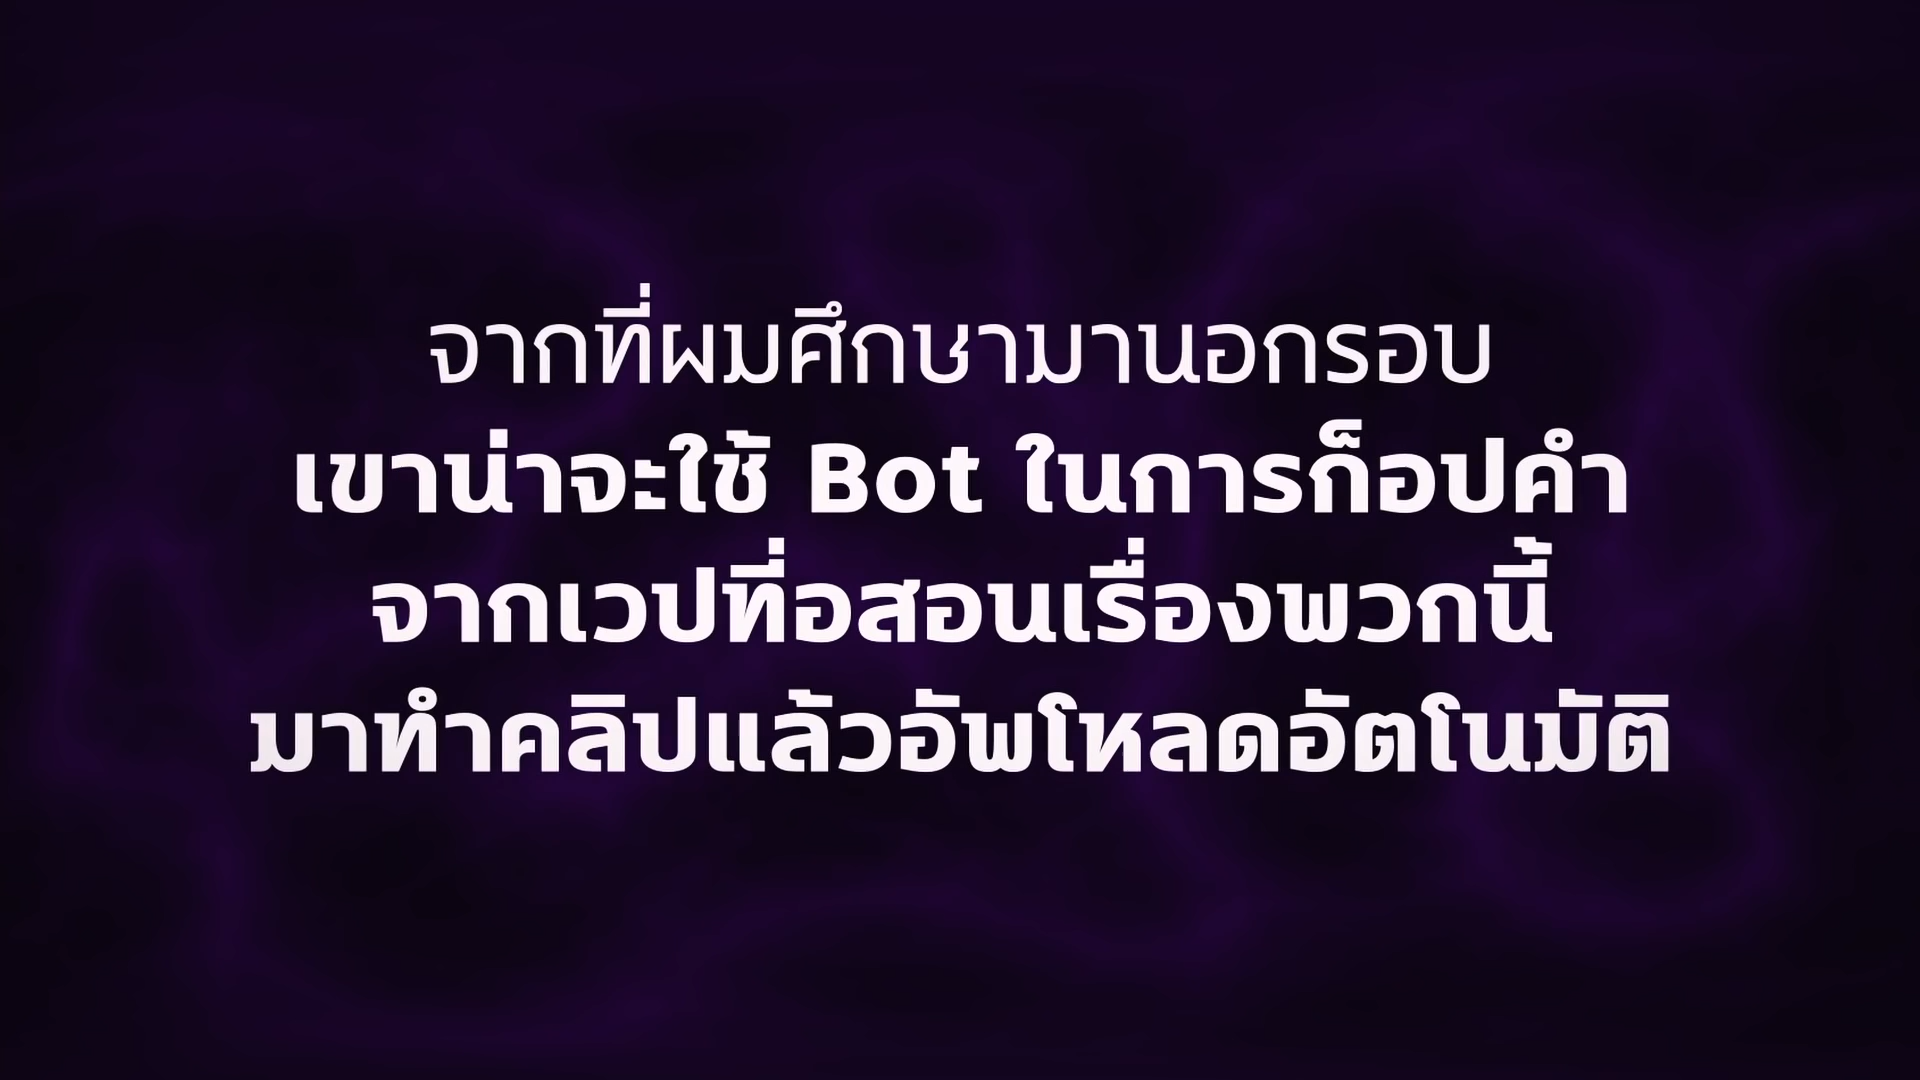 จากที่ผมศึกษามานอกรอบ
เขาน่าจะใช้ Bot ในการก็อปคำ
จากเวปที่อสอนเรื่องพวกนี้
มาทำคลิปแล้วอัพโหลดอัตโนมัติ